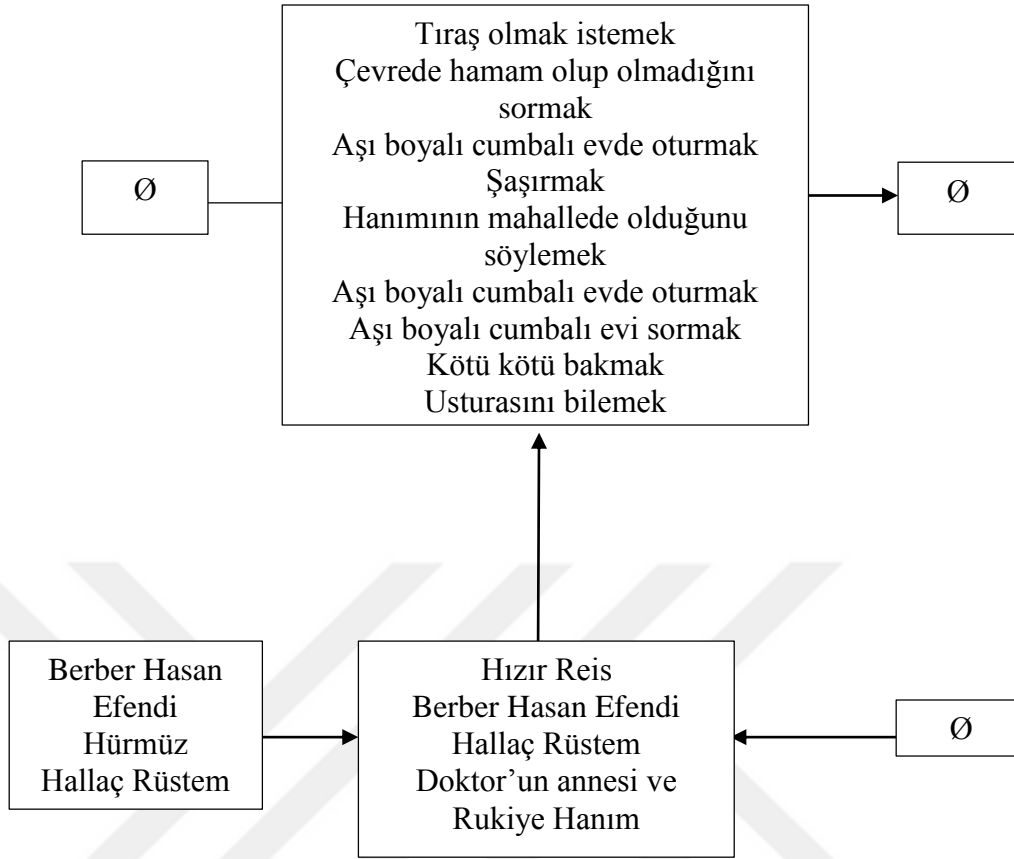 Tıraş olmak istemek
Çevrede hamam olup olmadığını
sormak
Aşı boyalı cumbalı evde oturmak
Şaşırmak
Hanımının mahallede olduğunu
söylemek
Aşı boyalı cumbalı evde oturmak
Aşı boyalı cumbalı evi sormak
Kötü kötü bakmak
Usturasını bilemek
Ø
Ø
Berber Hasan
Efendi
Hürmüz
Hallaç Rüstem
Hızır Reis
Berber Hasan Efendi
Hallaç Rüstem
Doktor’un annesi ve
Rukiye Hanım
Ø